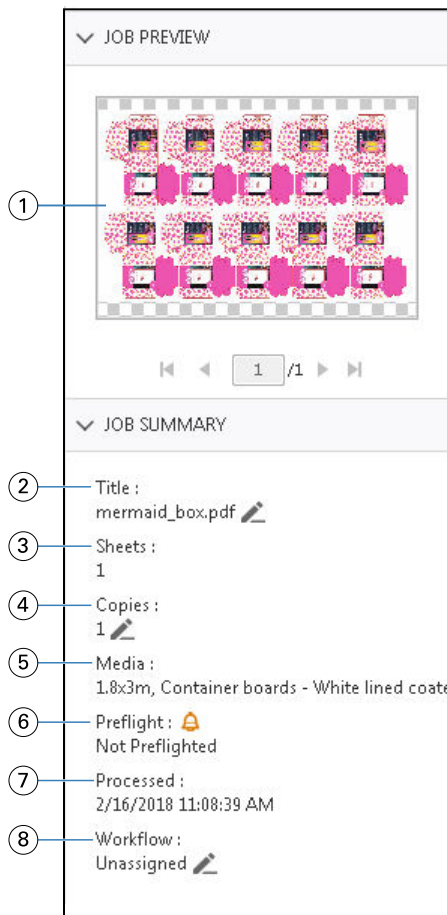 JOB PREVIEW
1
1 /1
JOB SUMMARY
2 Title :
mermaid_box.pdf
3 Sheets :
1
4 Copies :
1
5 Media :
1.8x3m, Container boards - White lined coate
6 Preflight :
Not Preflighted
7 Processed :
2/16/2018 11:08:39 AM
8 Workflow :
Unassigned